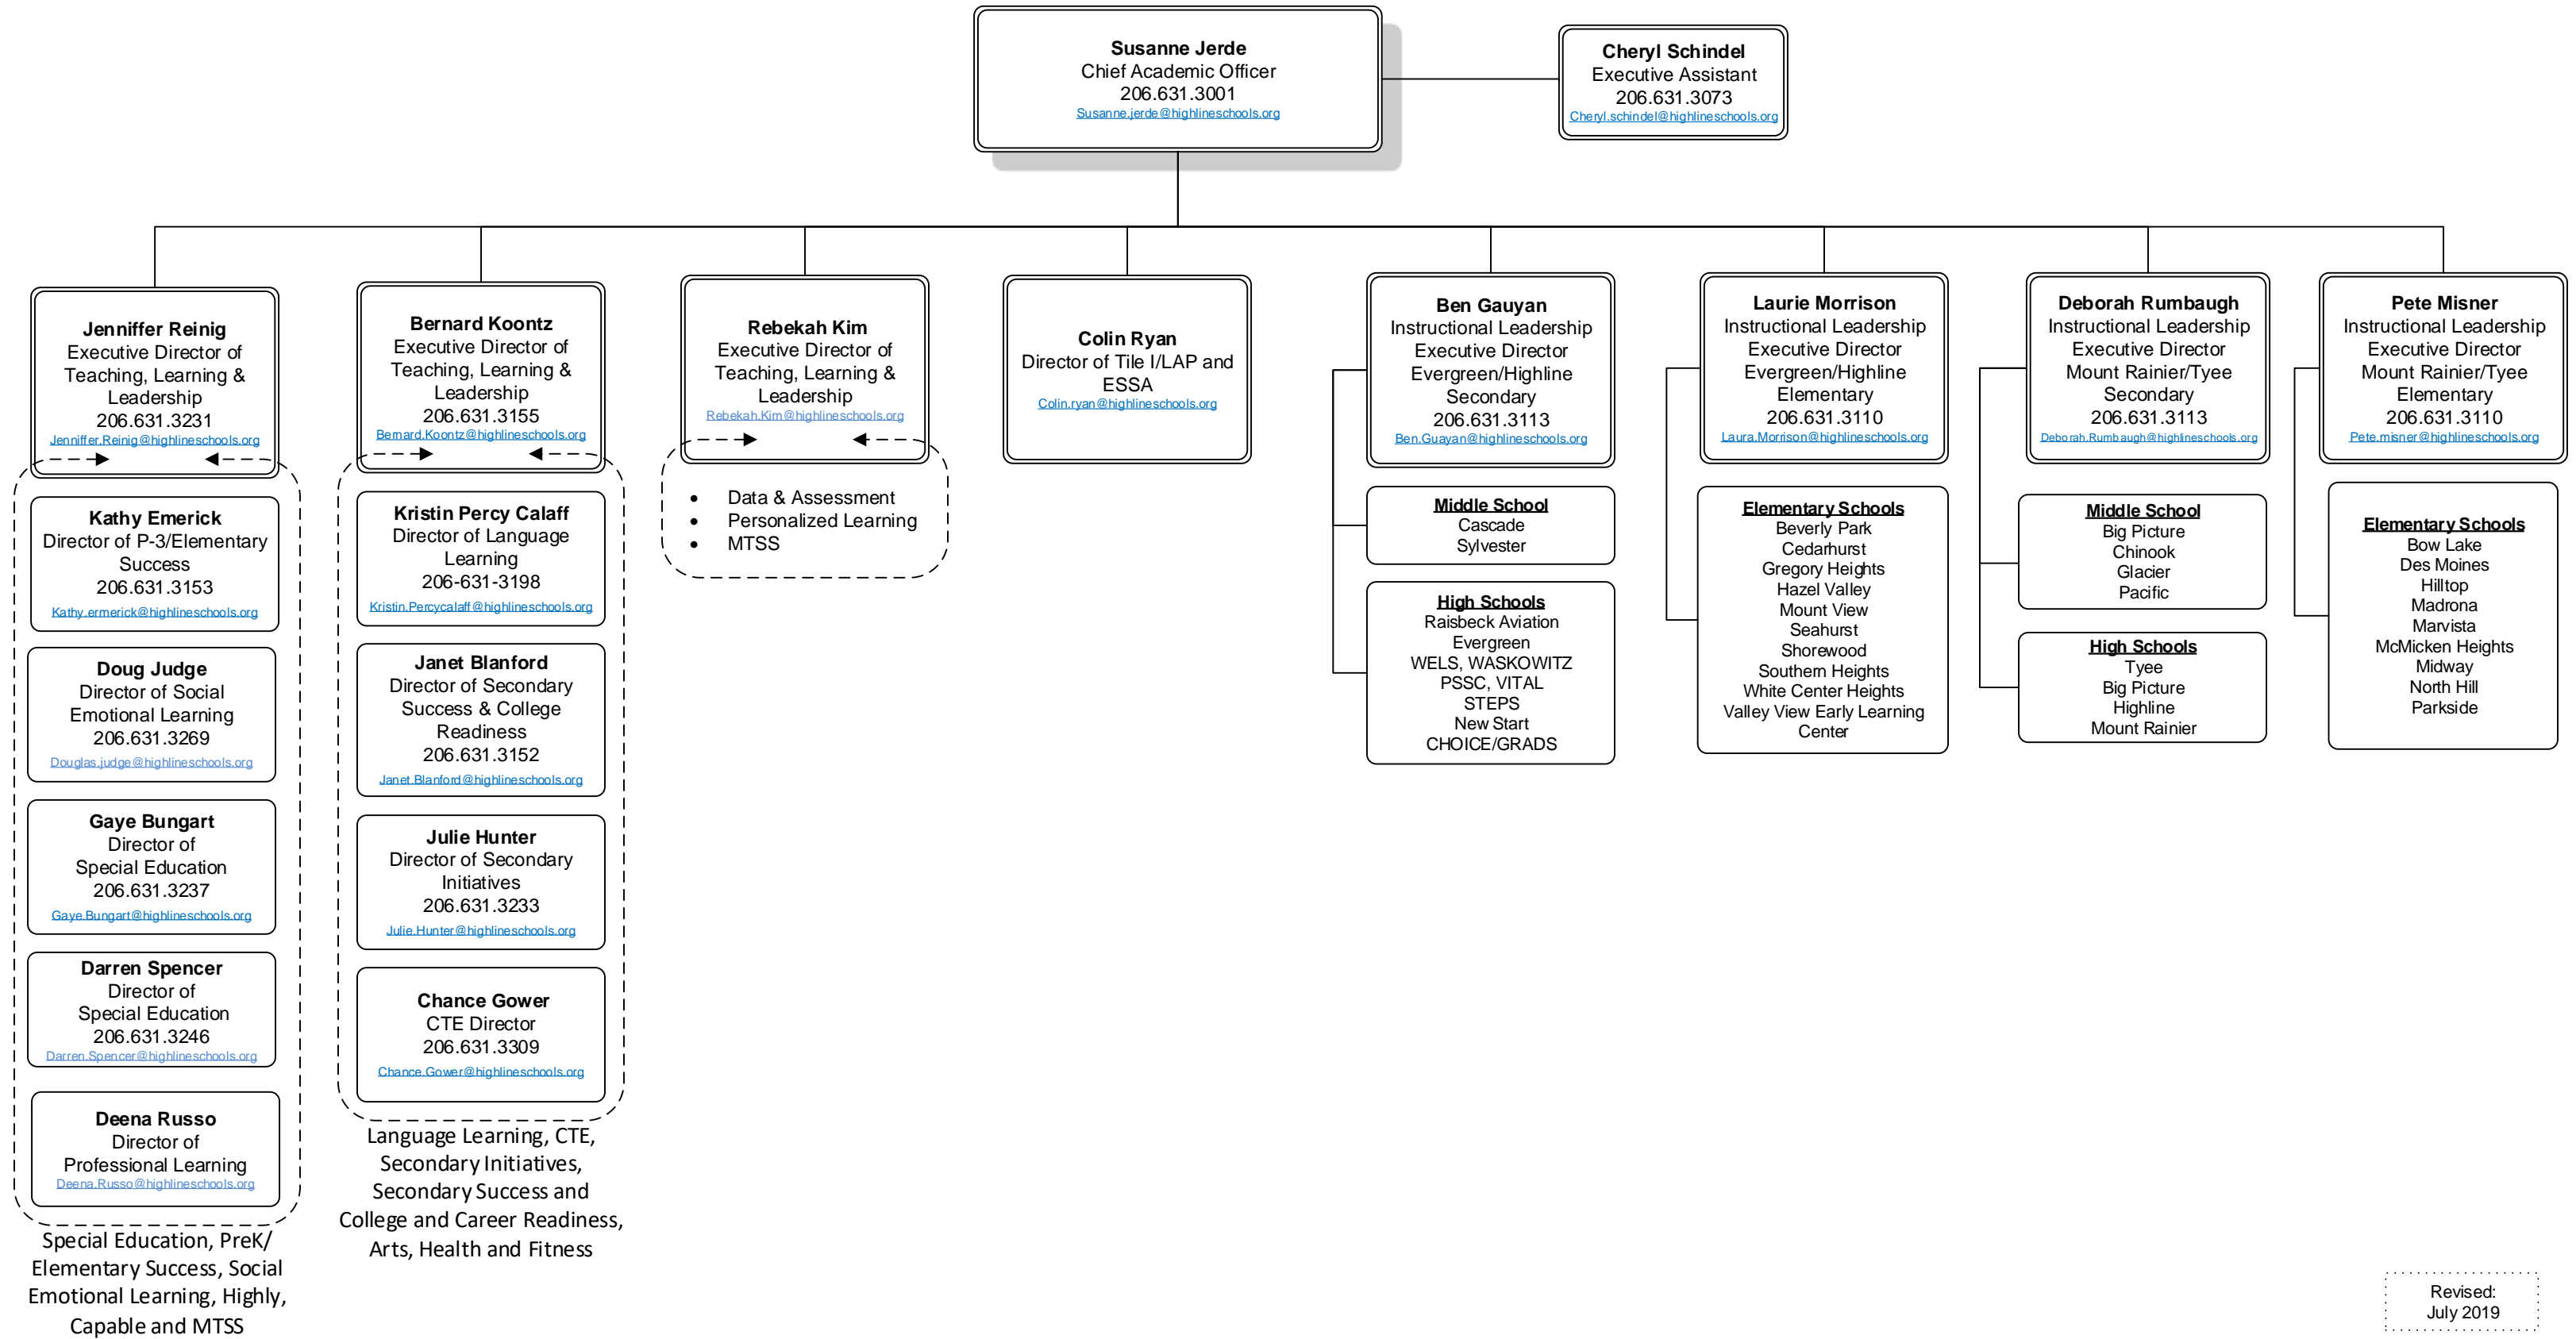 Susanne Jerde
Chief Academic Officer
206.631.3001
Susanne.jerde@highlineschools.org
Cheryl Schindel
Executive Assistant
206.631.3073
Cheryl.schindel@highlineschools.org
Jenniffer Reinig
Executive Director of
Teaching, Learning &
Leadership
206.631.3231
Jenniffer.Reinig@highlineschools.org
Kathy Emerick
Director of P-3/Elementary
Success
206.631.3153
Kathy.ermerick@highlineschools.org
Doug Judge
Director of Social
Emotional Learning
206.631.3269
Douglas.judge@highlineschools.org
Gaye Bungart
Director of
Special Education
206.631.3237
Gaye.Bungart@highlineschools.org
Darren Spencer
Director of
Special Education
206.631.3246
Darren.Spencer@highlineschools.org
Deena Russo
Director of
Professional Learning
Deena.Russo@highlineschools.org
Special Education, PreK/
Elementary Success, Social
Emotional Learning, Highly,
Capable and MTSS
Bernard Koontz
Executive Director of
Teaching, Learning &
Leadership
206.631.3155
Bernard.Koontz@highlineschools.org
Kristin Percy Calaff
Director of Language
Learning
206-631-3198
Kristin.Percycalaff@highlineschools.org
Janet Blanford
Director of Secondary
Success & College
Readiness
206.631.3152
Janet.Blanford@highlineschools.org
Julie Hunter
Director of Secondary
Initiatives
206.631.3233
Julie.Hunter@highlineschools.org
Chance Gower
CTE Director
206.631.3309
Chance.Gower@highlineschools.org
Language Learning, CTE,
Secondary Initiatives,
Secondary Success and
College and Career Readiness,
Arts, Health and Fitness
Rebekah Kim
Executive Director of
Teaching, Learning &
Leadership
Rebekah.Kim@highlineschools.org
• Data & Assessment
• Personalized Learning
• MTSS
Colin Ryan
Director of Tile I/LAP and
ESSA
Colin.ryan@highlineschools.org
Ben Gauyan
Instructional Leadership
Executive Director
Evergreen/Highline
Secondary
206.631.3113
Ben.Guayan@highlineschools.org
Middle School
Cascade
Sylvester
High Schools
Raisbeck Aviation
Evergreen
WELS, WASKOWITZ
PSSC, VITAL
STEPS
New Start
CHOICE/GRADS
Laurie Morrison
Instructional Leadership
Executive Director
Evergreen/Highline
Elementary
206.631.3110
Laura.Morrison@highlineschools.org
Elementary Schools
Beverly Park
Cedarhurst
Gregory Heights
Hazel Valley
Mount View
Seahurst
Shorewood
Southern Heights
White Center Heights
Valley View Early Learning
Center
Deborah Rumbaugh
Instructional Leadership
Executive Director
Mount Rainier/Tyee
Secondary
206.631.3113
Deborah.Rumbaugh@highlineschools.org
Middle School
Big Picture
Chinook
Glacier
Pacific
High Schools
Tyee
Big Picture
Highline
Mount Rainier
Pete Misner
Instructional Leadership
Executive Director
Mount Rainier/Tyee
Elementary
206.631.3110
Pete.misner@highlineschools.org
Elementary Schools
Bow Lake
Des Moines
Hilltop
Madrona
Marvista
McMicken Heights
Midway
North Hill
Parkside
Revised:
July 2019